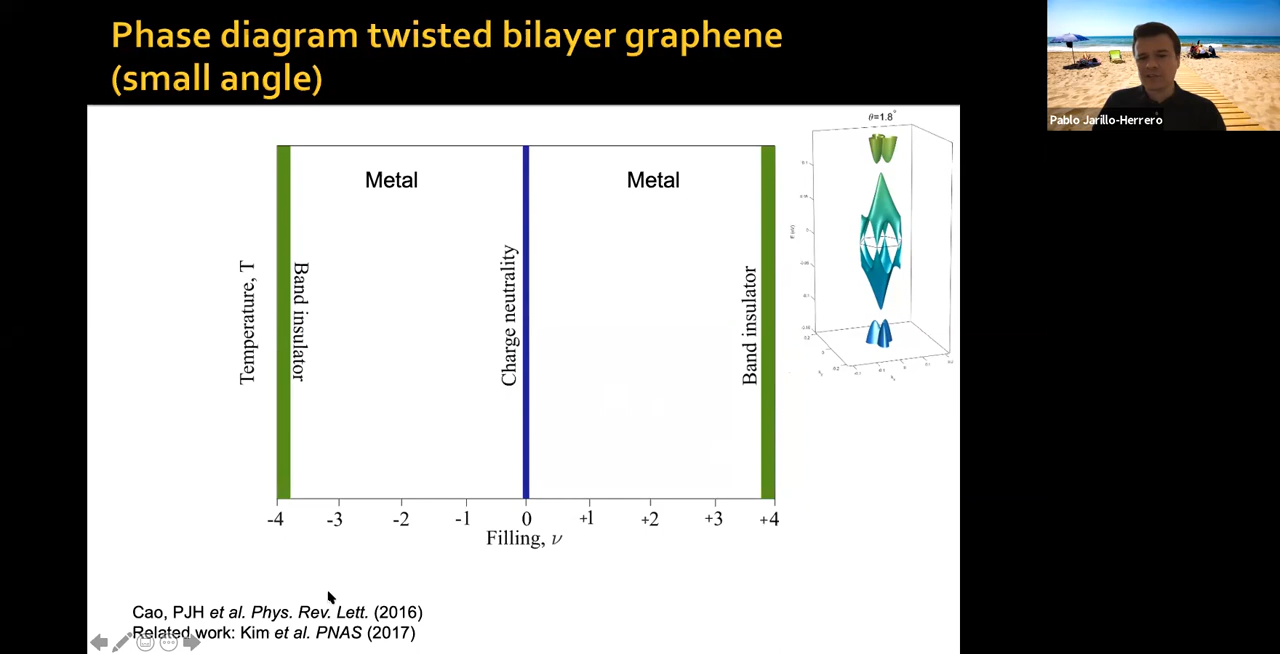 Phase diagram twisted bilayer graphene
(small angle)
Pablo Jarillo-Herrero
θ=1.8°
Metal
Metal
Temperature, T
Band insulator
Charge neutrality
Band insulator
-4 -3 -2 -1 0 +1 +2 +3 +4
Filling, ν
Cao, PJH et al. Phys. Rev. Lett. (2016)
Related work: Kim et al. PNAS (2017)